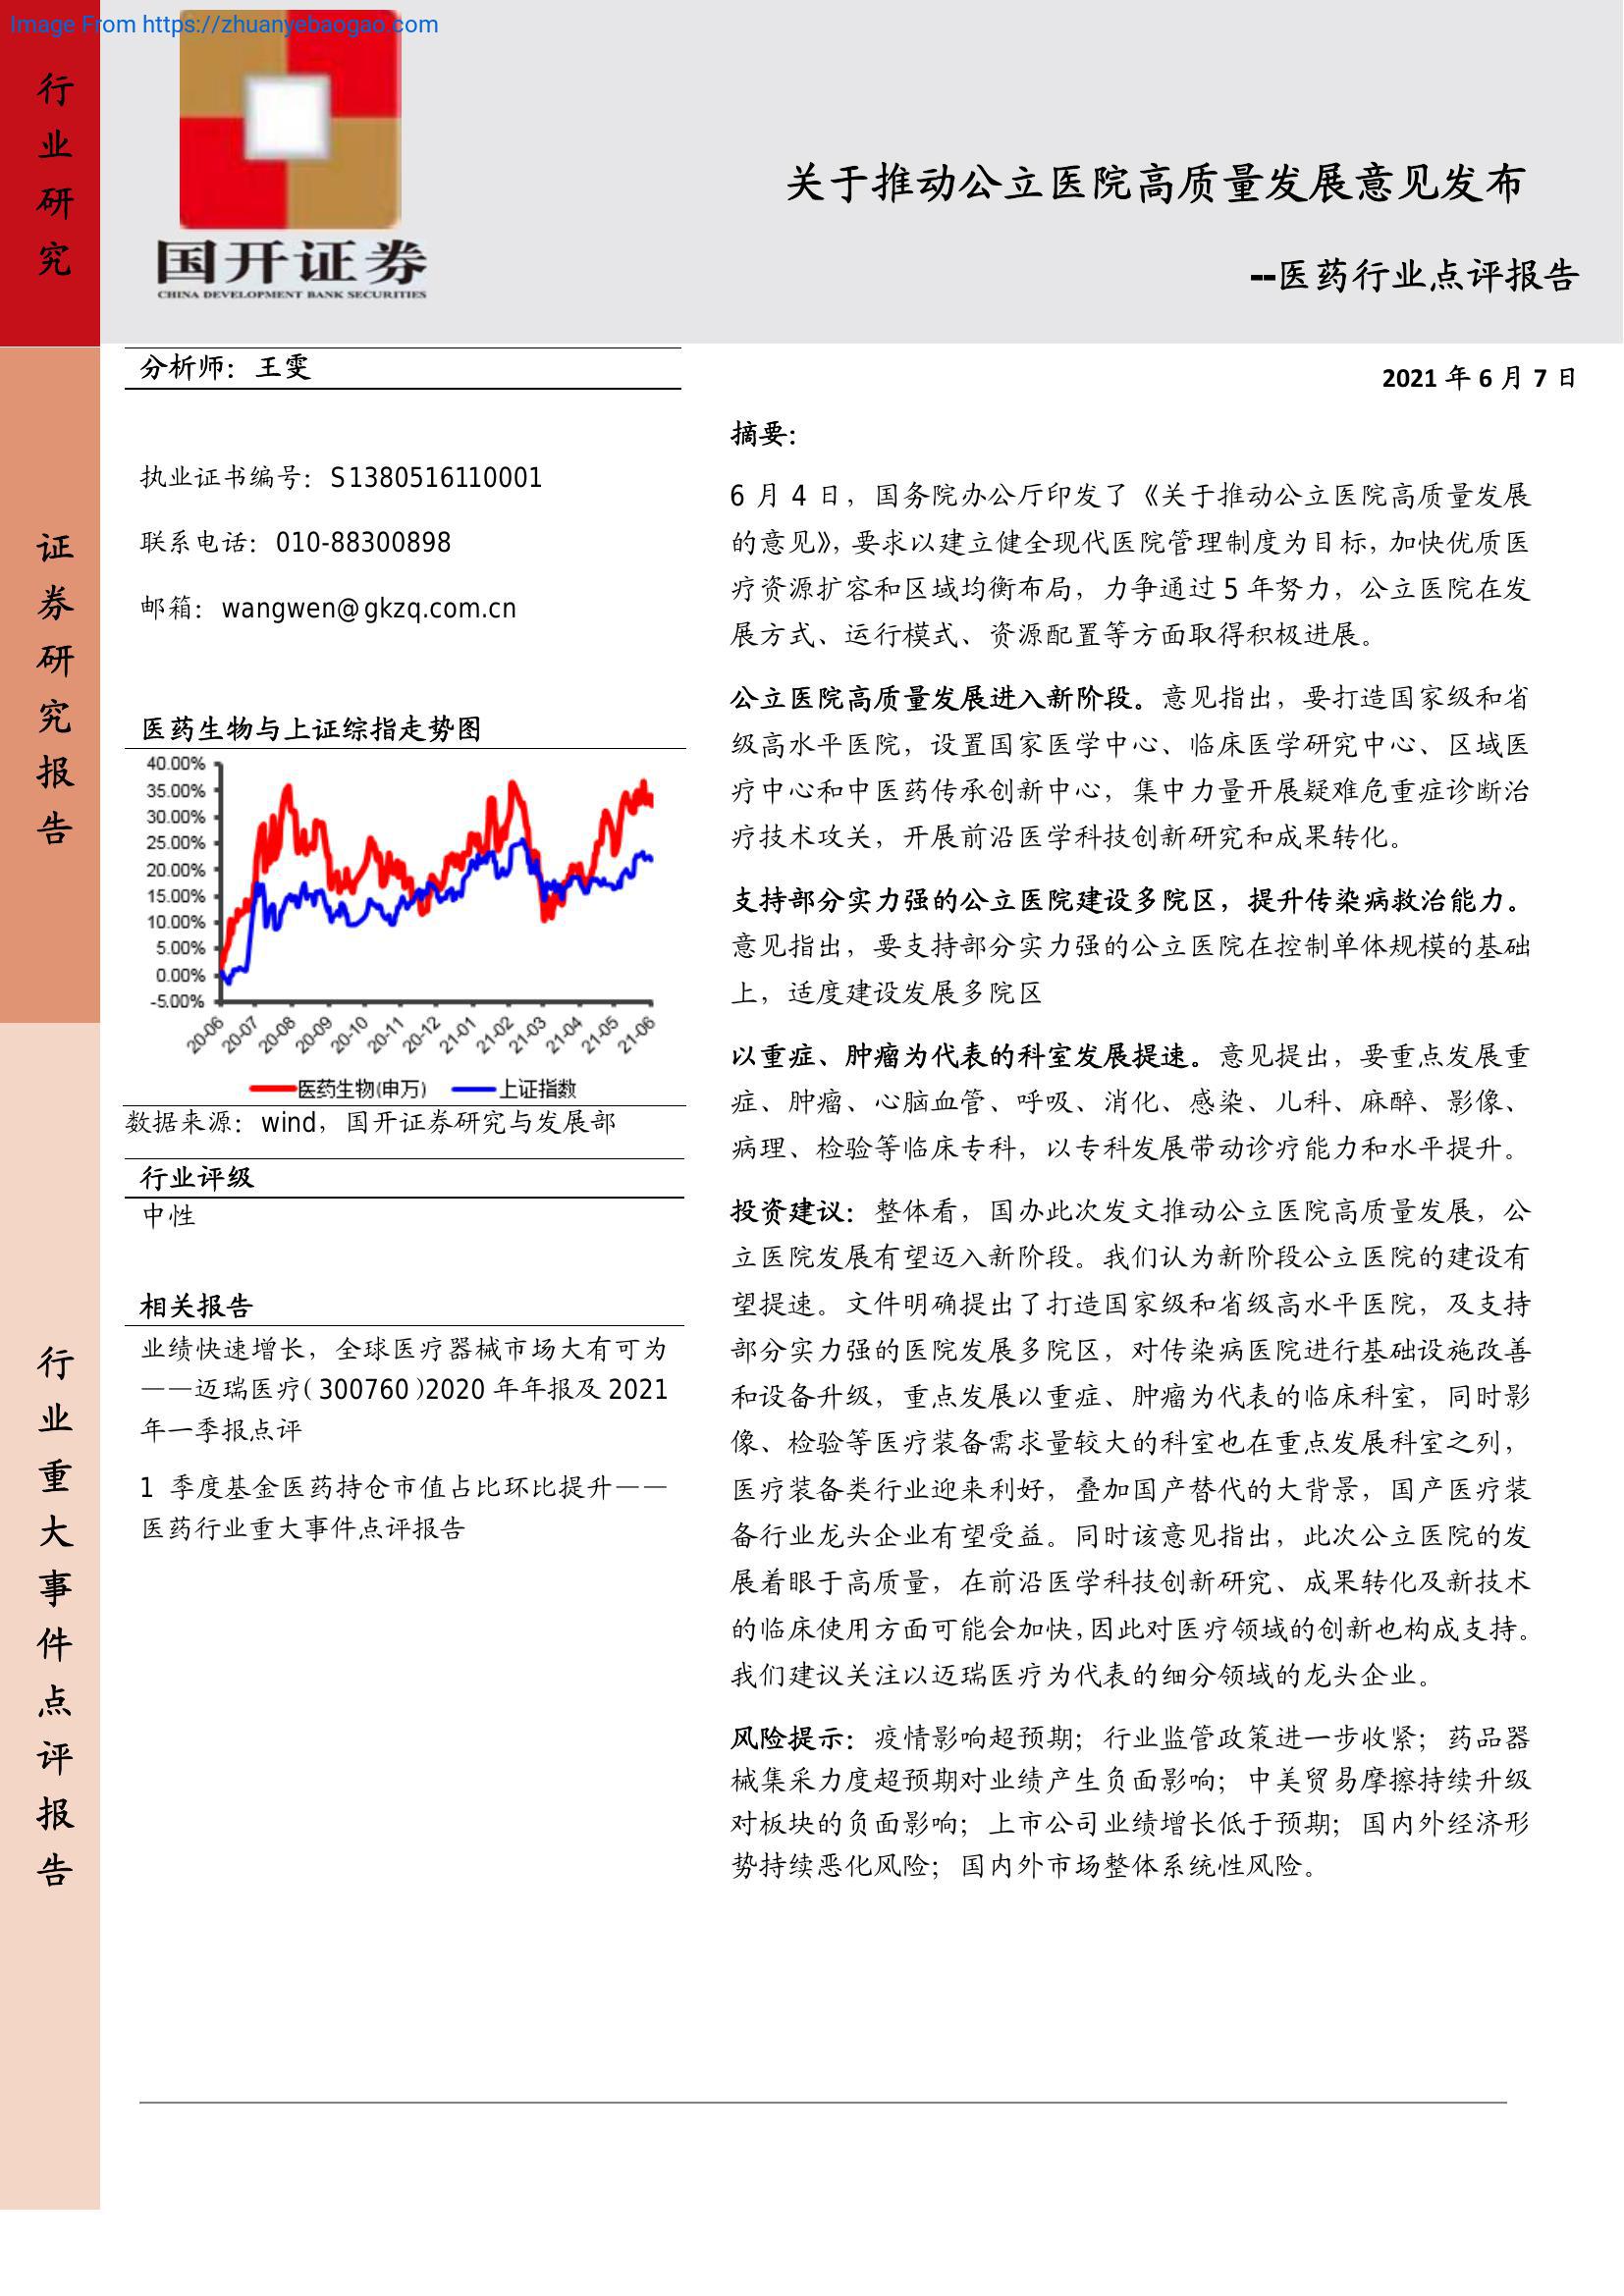 Image From https://zhuanyebaogao.com
行业研究
证券研究报告
行业重大事件点评报告
国开证券
CHINA DEVELOPMENT BANK SECURITIES
关于推动公立医院高质量发展意见发布
--医药行业点评报告
分析师：王雯
执业证书编号：S1380516110001
联系电话：010-88300898
邮箱：wangwen@gkzq.com.cn
医药生物与上证综指走势图
40.00%
35.00%
30.00%
25.00%
20.00%
15.00%
10.00%
5.00%
0.00%
-5.00%
20-06 20-07 20-08 20-09 20-10 20-11 20-12 21-01 21-02 21-03 21-04 21-05 21-06
医药生物(申万) 上证指数
数据来源：wind，国开证券研究与发展部
行业评级
中性
相关报告
业绩快速增长，全球医疗器械市场大有可为
——迈瑞医疗(300760)2020 年年报及 2021
年一季报点评
1 季度基金医药持仓市值占比环比提升——
医药行业重大事件点评报告
2021 年 6 月 7 日
摘要：
6 月 4 日，国务院办公厅印发了《关于推动公立医院高质量发展
的意见》，要求以建立健全现代医院管理制度为目标，加快优质医
疗资源扩容和区域均衡布局，力争通过 5 年努力，公立医院在发
展方式、运行模式、资源配置等方面取得积极进展。
公立医院高质量发展进入新阶段。意见指出，要打造国家级和省
级高水平医院，设置国家医学中心、临床医学研究中心、区域医
疗中心和中医药传承创新中心，集中力量开展疑难危重症诊断治
疗技术攻关，开展前沿医学科技创新研究和成果转化。
支持部分实力强的公立医院建设多院区，提升传染病救治能力。
意见指出，要支持部分实力强的公立医院在控制单体规模的基础
上，适度建设发展多院区
以重症、肿瘤为代表的科室发展提速。意见提出，要重点发展重
症、肿瘤、心脑血管、呼吸、消化、感染、儿科、麻醉、影像、
病理、检验等临床专科，以专科发展带动诊疗能力和水平提升。
投资建议：整体看，国办此次发文推动公立医院高质量发展，公
立医院发展有望迈入新阶段。我们认为新阶段公立医院的建设有
望提速。文件明确提出了打造国家级和省级高水平医院，及支持
部分实力强的医院发展多院区，对传染病医院进行基础设施改善
和设备升级，重点发展以重症、肿瘤为代表的临床科室，同时影
像、检验等医疗装备需求量较大的科室也在重点发展科室之列，
医疗装备类行业迎来利好，叠加国产替代的大背景，国产医疗装
备行业龙头企业有望受益。同时该意见指出，此次公立医院的发
展着眼于高质量，在前沿医学科技创新研究、成果转化及新技术
的临床使用方面可能会加快，因此对医疗领域的创新也构成支持。
我们建议关注以迈瑞医疗为代表的细分领域的龙头企业。
风险提示：疫情影响超预期；行业监管政策进一步收紧；药品器
械集采力度超预期对业绩产生负面影响；中美贸易摩擦持续升级
对板块的负面影响；上市公司业绩增长低于预期；国内外经济形
势持续恶化风险；国内外市场整体系统性风险。